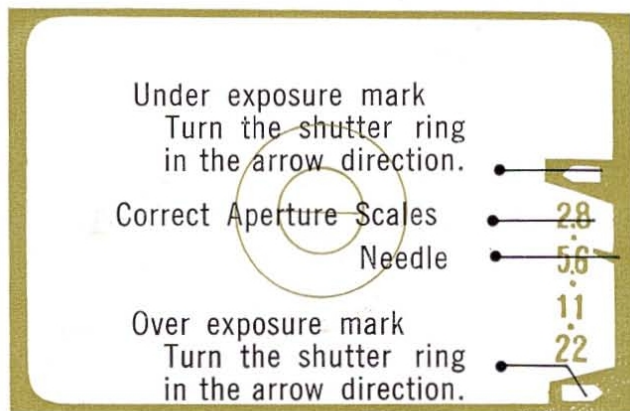 Under exposure mark
Turn the shutter ring
in the arrow direction.
Correct Aperture Scales
2.8
Needle
5.6
11
Over exposure mark
22
Turn the shutter ring
in the arrow direction.